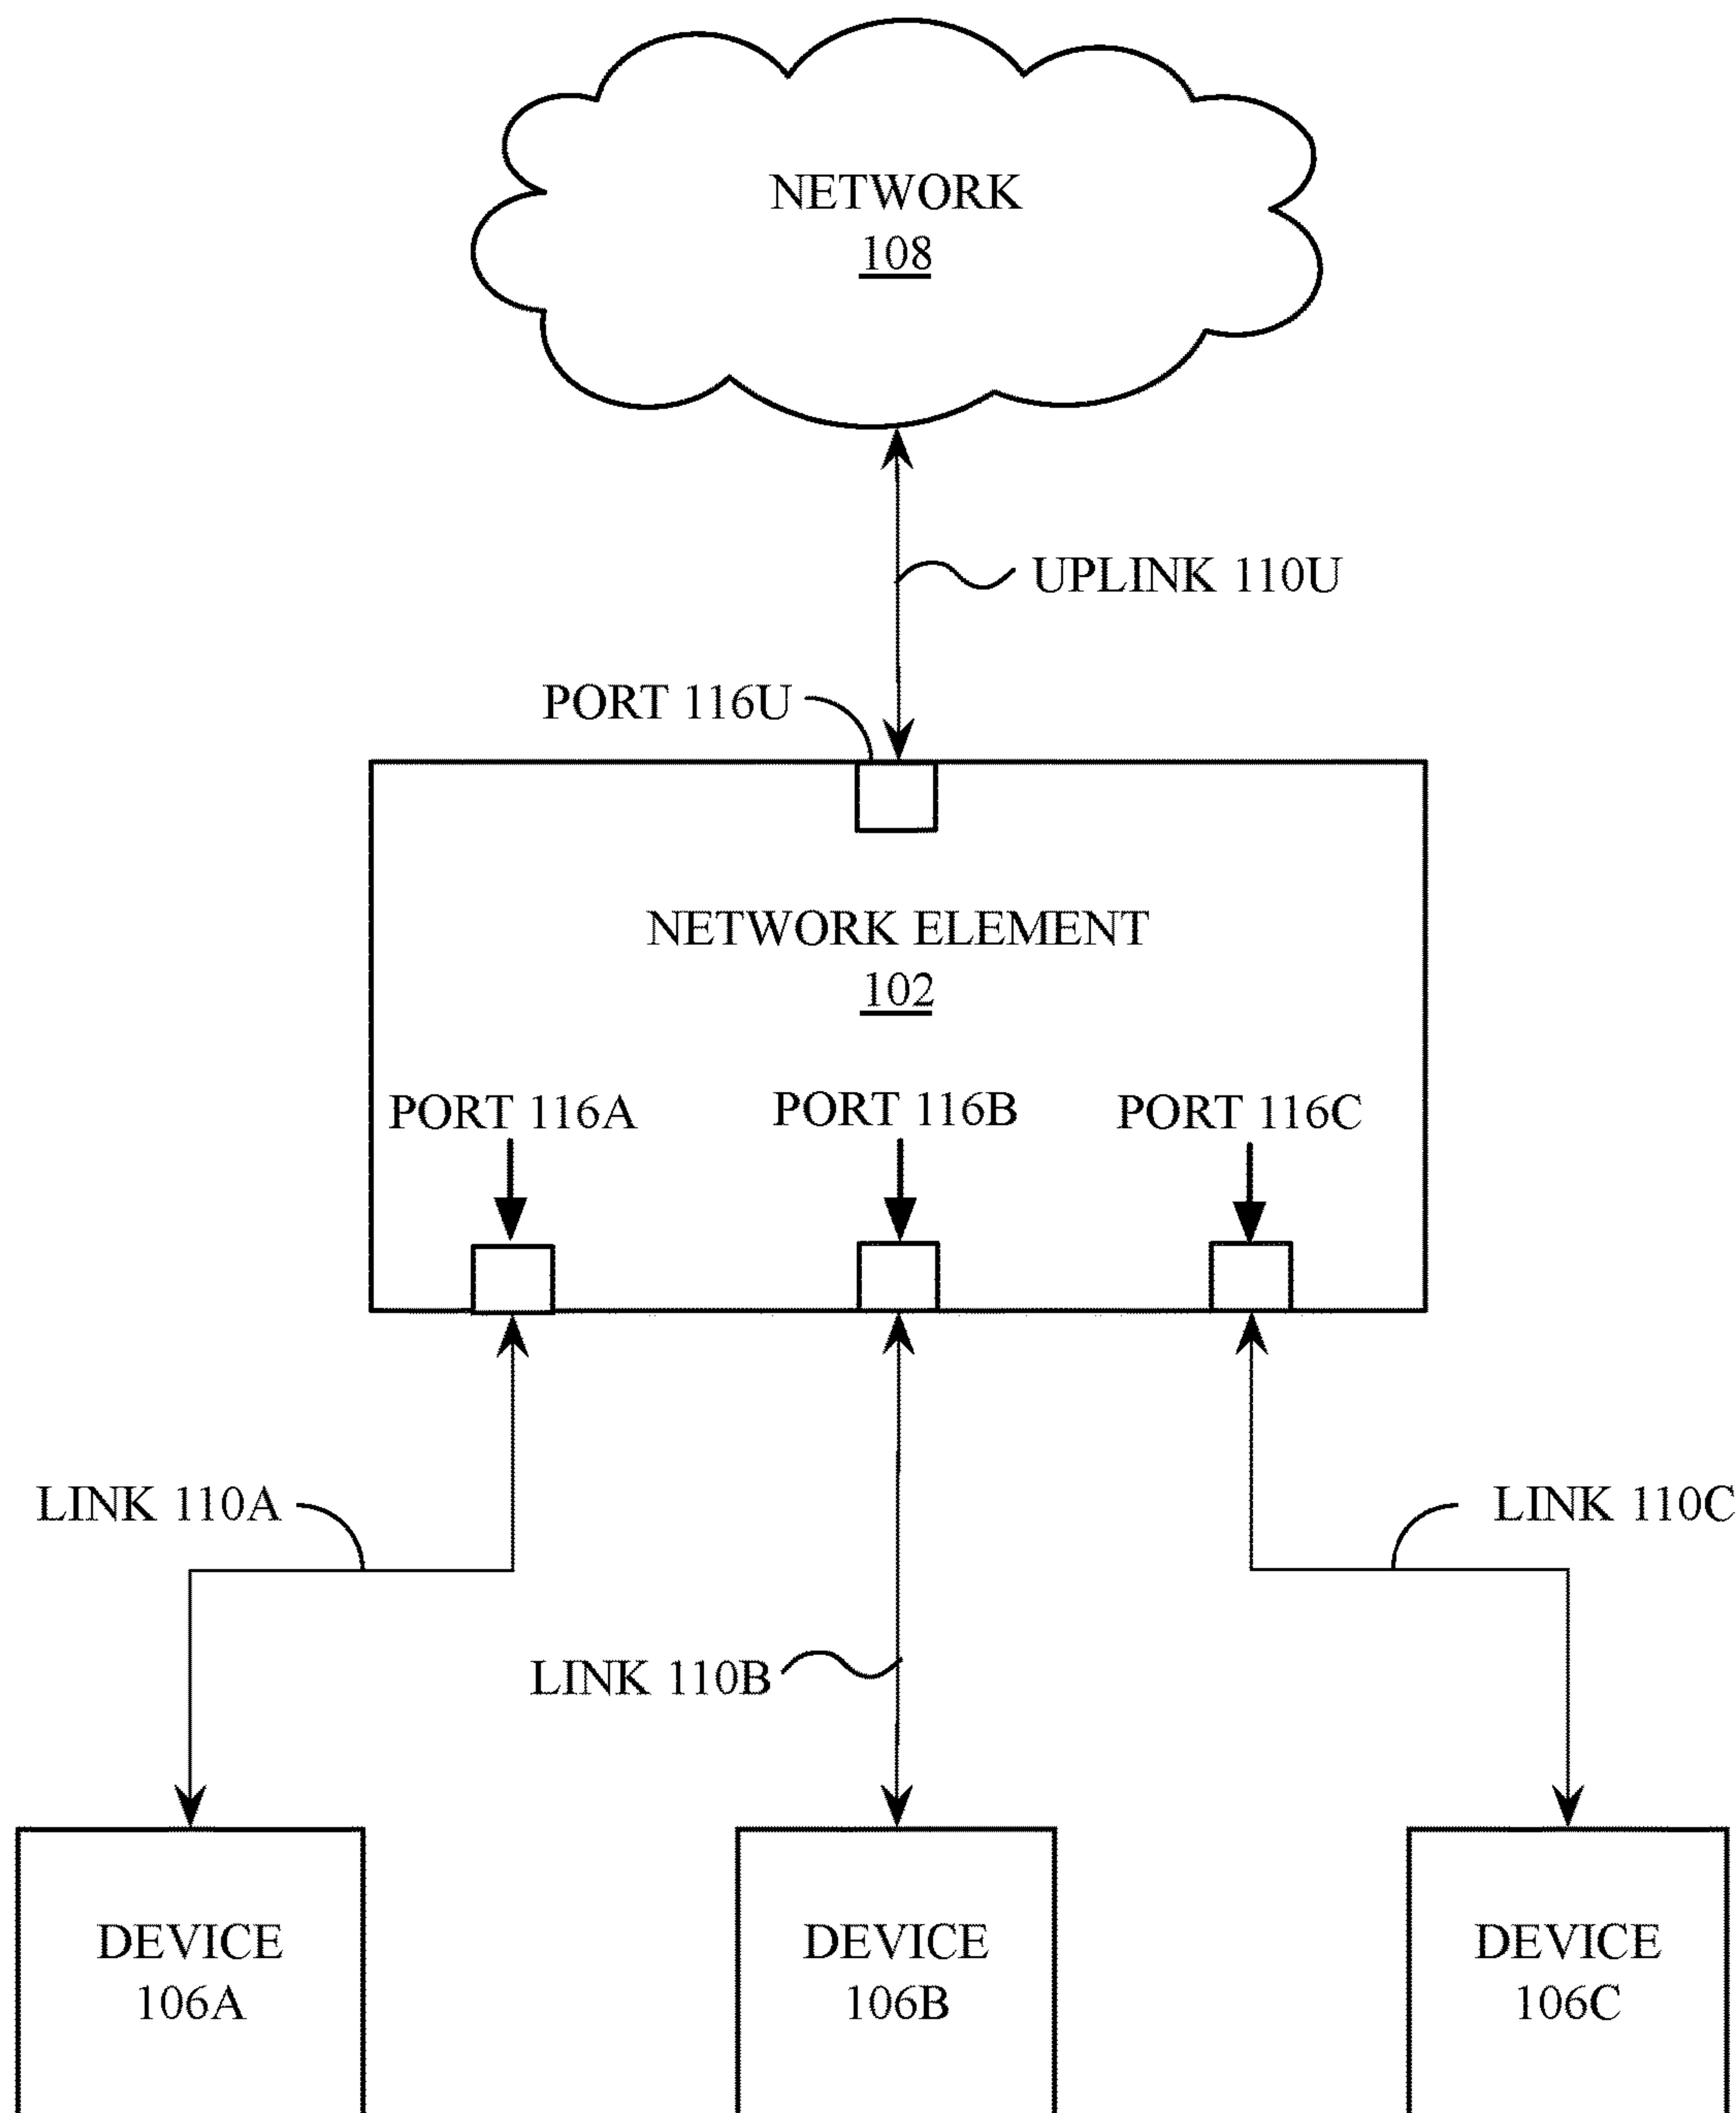 NETWORK
108
UPLINK 110U
PORT 116U
NETWORK ELEMENT
102
PORT 116A
PORT 116B
PORT 116C
LINK 110A
LINK 110C
LINK 110B
DEVICE
106A
DEVICE
106B
DEVICE
106C